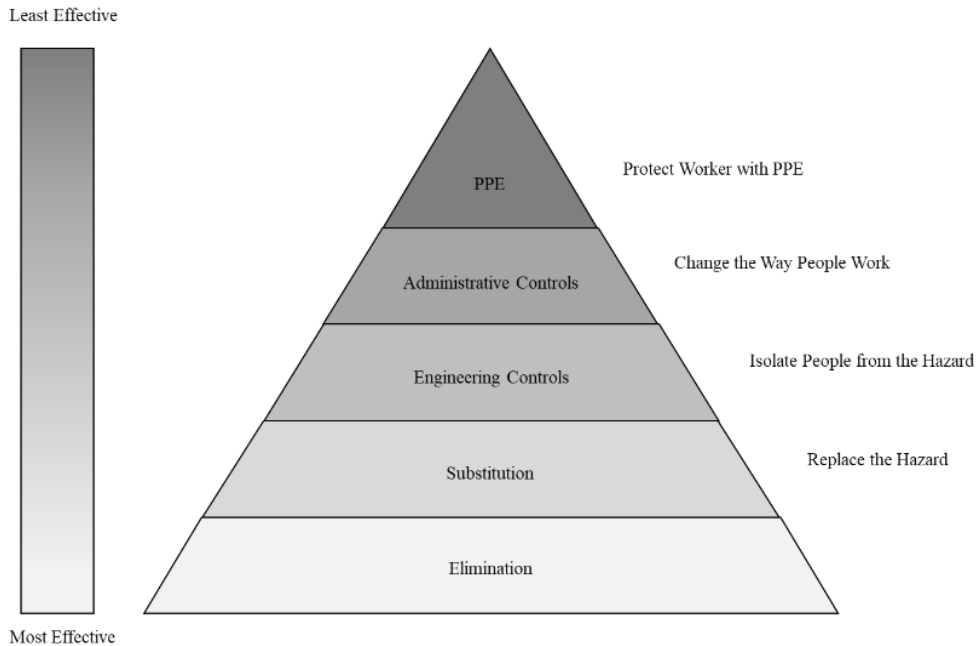 Least Effective
PPE
Protect Worker with PPE
Administrative Controls
Change the Way People Work
Engineering Controls
Isolate People from the Hazard
Substitution
Replace the Hazard
Elimination
Most Effective